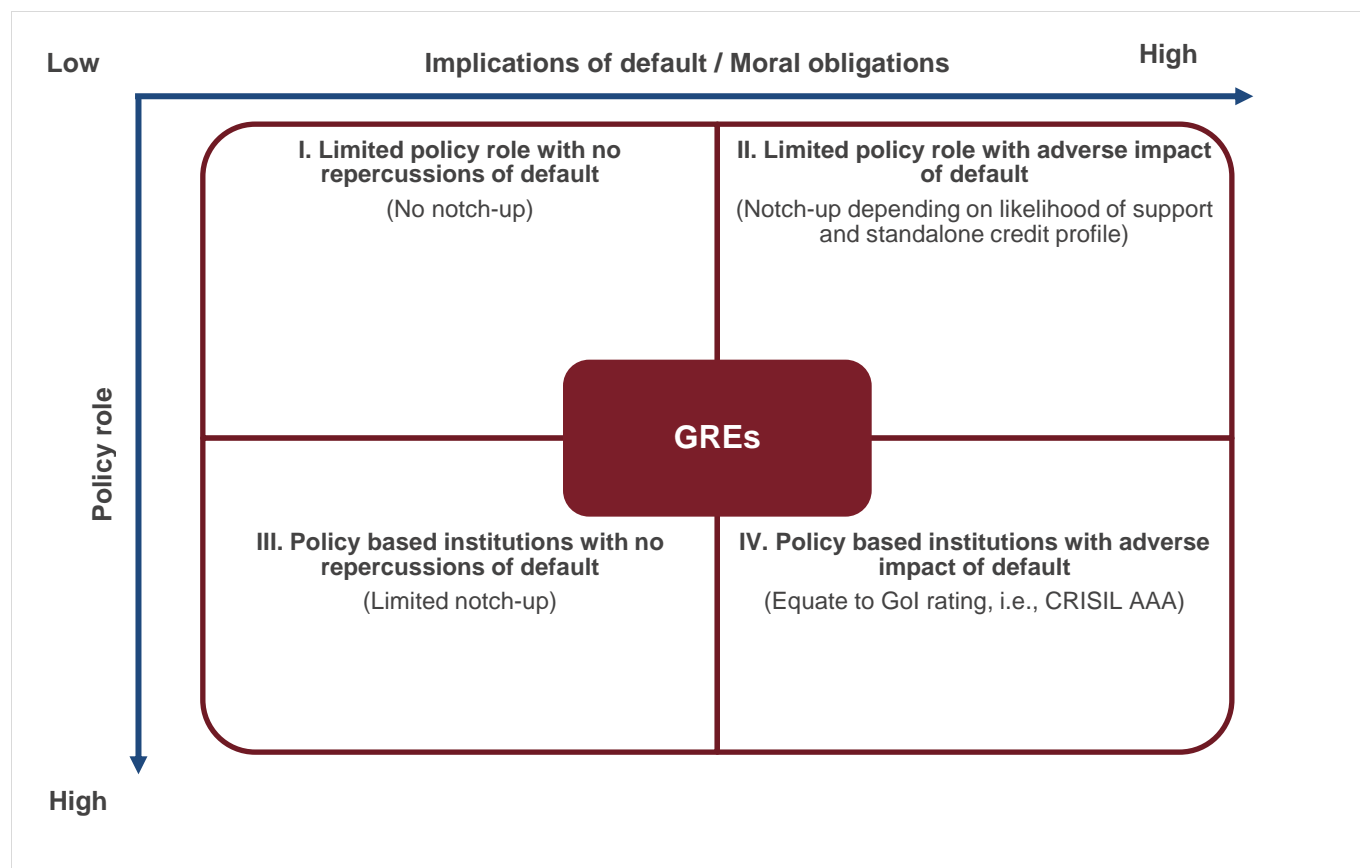 Low
Implications of default / Moral obligations
High
I. Limited policy role with no
repercussions of default
(No notch-up)
II. Limited policy role with adverse impact
of default
(Notch-up depending on likelihood of support
and standalone credit profile)
Policy role
GREs
III. Policy based institutions with no
repercussions of default
(Limited notch-up)
IV. Policy based institutions with adverse
impact of default
(Equate to GoI rating, i.e., CRISIL AAA)
High